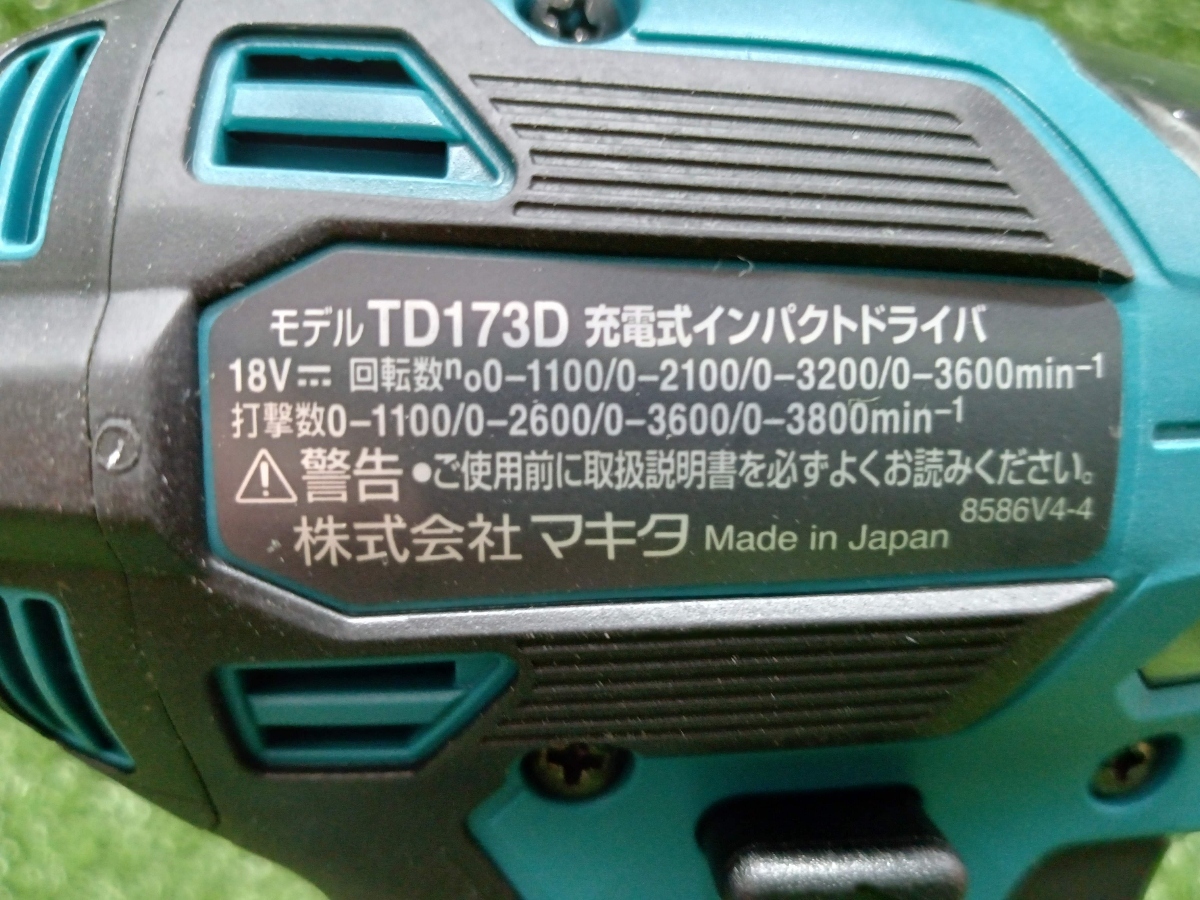 モデル TD173D 充電式インパクトドライバ
18V⎓ 回転数n₀0-1100/0-2100/0-3200/0-3600min⁻¹
打撃数0-1100/0-2600/0-3600/0-3800min⁻¹
⚠警告 ●ご使用前に取扱説明書を必ずよくお読みください。
8586V4-4
株式会社 マキタ Made in Japan